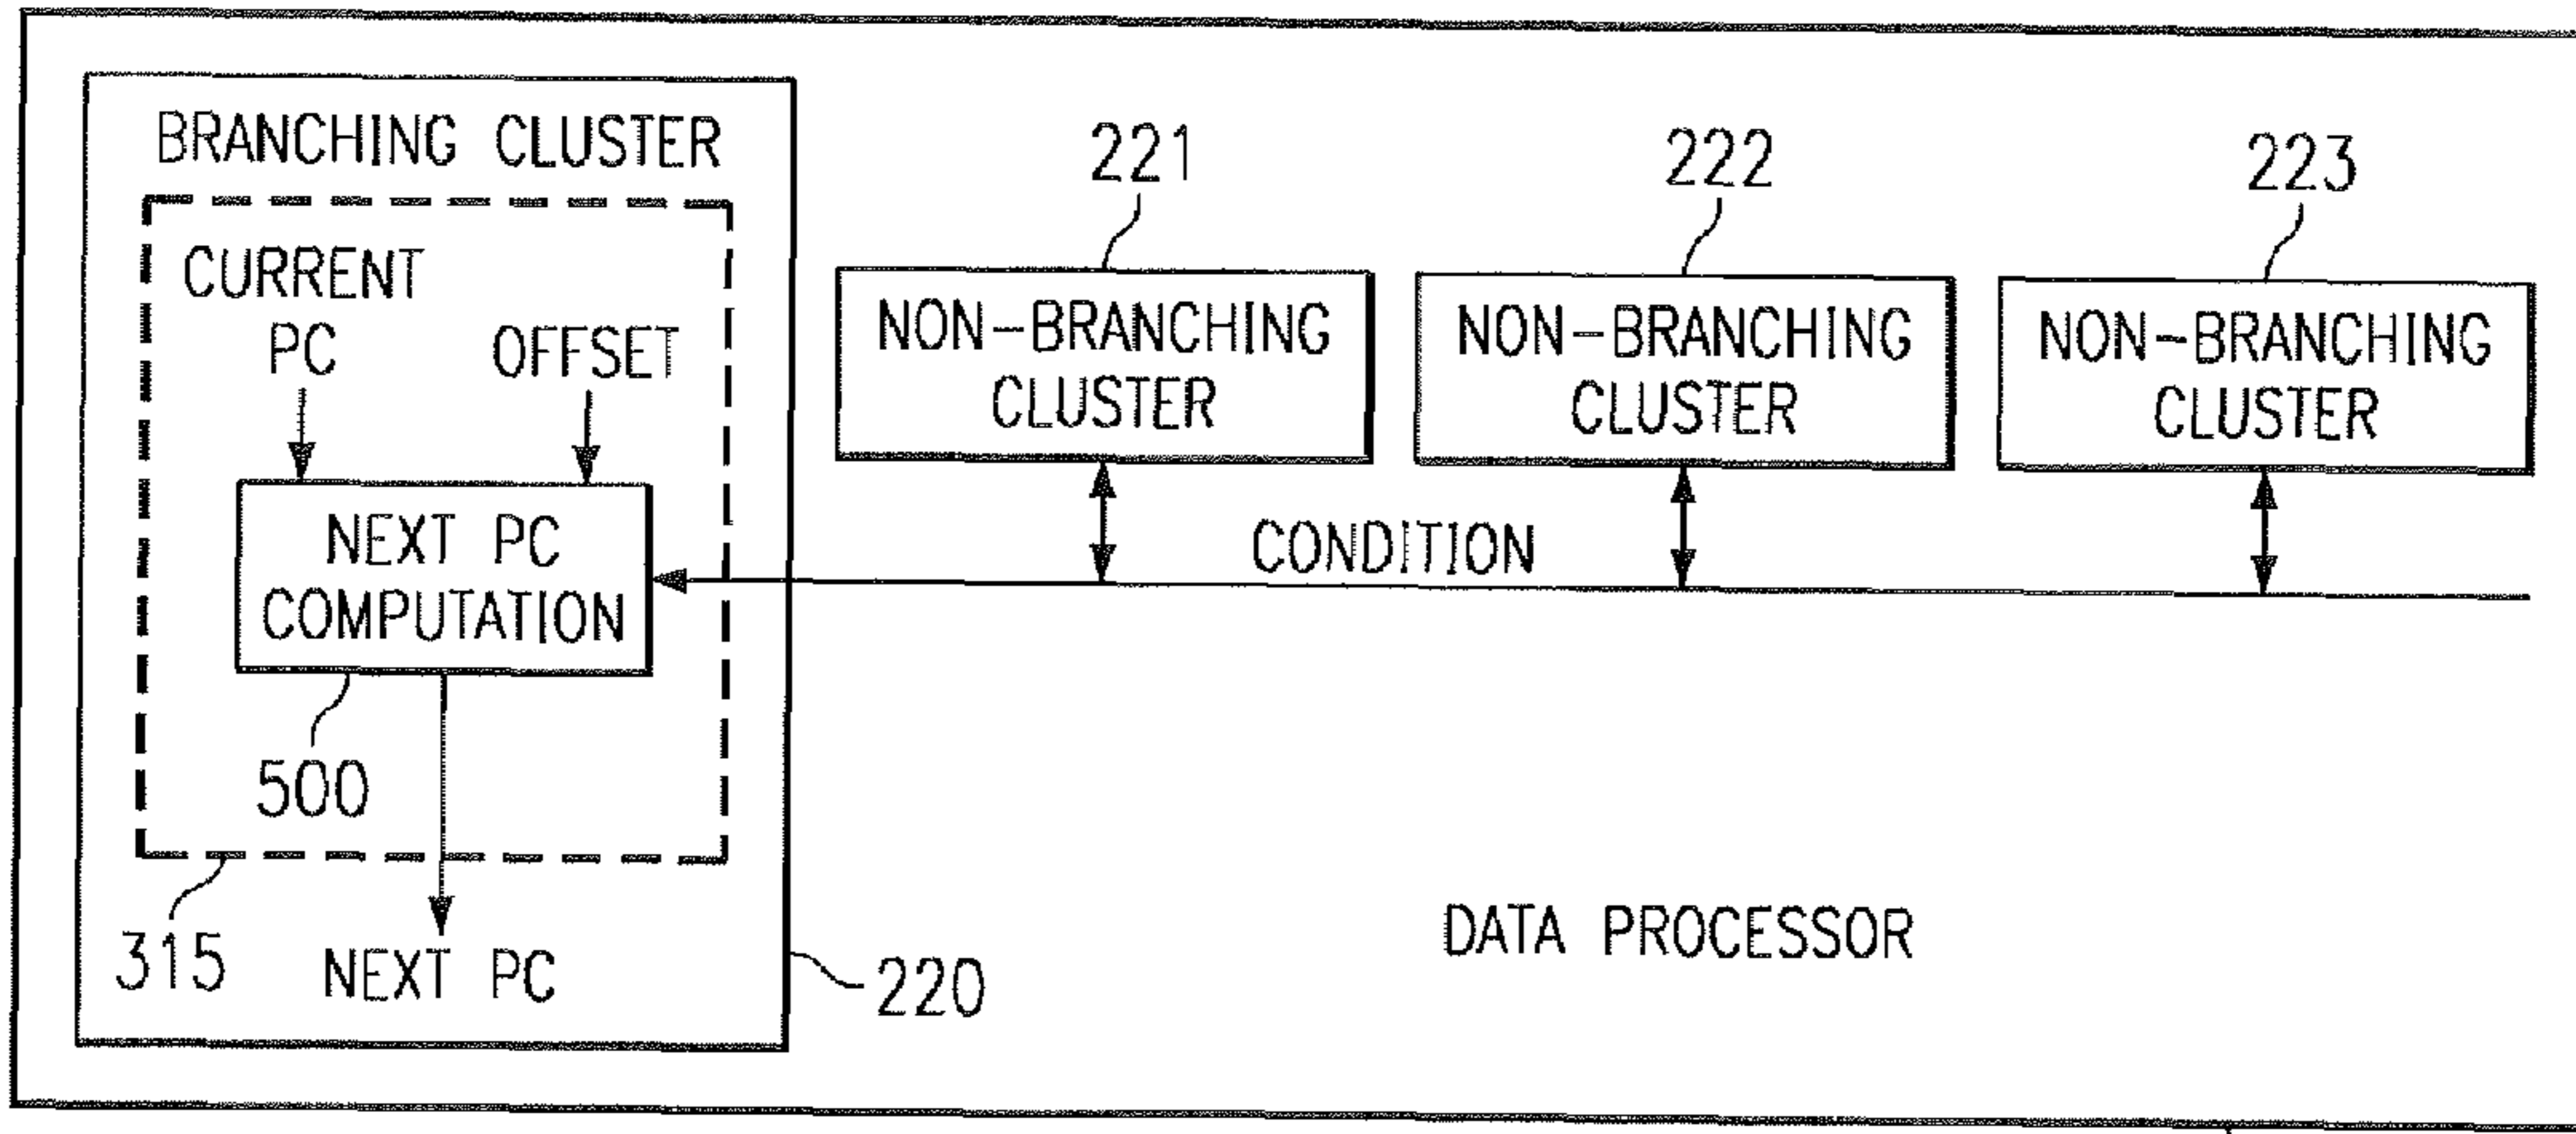 BRANCHING CLUSTER
CURRENT
PC
OFFSET
NEXT PC
COMPUTATION
500
315
NEXT PC
220
221
NON-BRANCHING
CLUSTER
222
NON-BRANCHING
CLUSTER
223
NON-BRANCHING
CLUSTER
CONDITION
DATA PROCESSOR